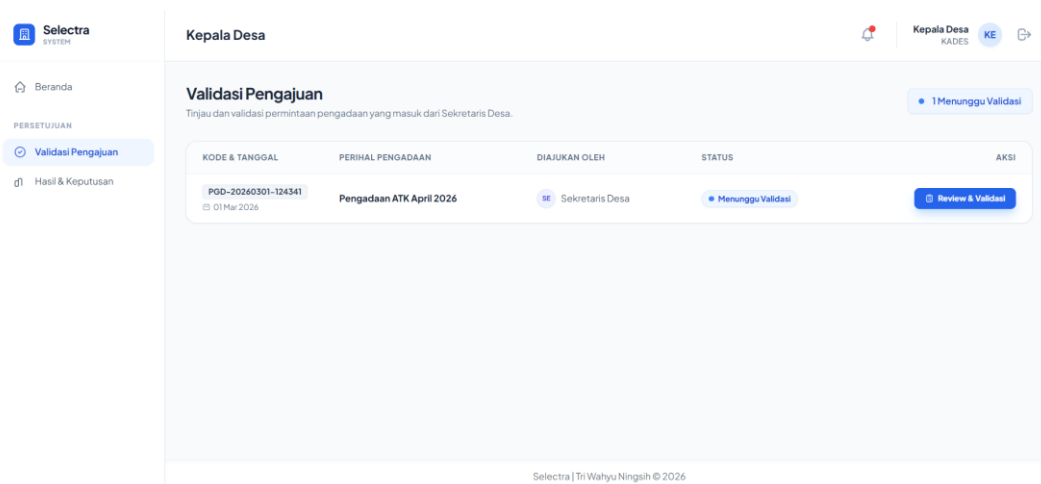 Selectra
SYSTEM
Kepala Desa
Kepala Desa
KADES
KE
Beranda
PERSETUJUAN
Validasi Pengajuan
Hasil & Keputusan
Validasi Pengajuan
Tinjau dan validasi permintaan pengadaan yang masuk dari Sekretaris Desa.
1 Menunggu Validasi
KODE & TANGGAL PERIHAL PENGADAAN DIAJUKAN OLEH STATUS AKSI
PGD-20260301-124341
01 Mar 2026
Pengadaan ATK April 2026
SE Sekretaris Desa
Menunggu Validasi
Review & Validasi
Selectra | Tri Wahyu Ningsih © 2026